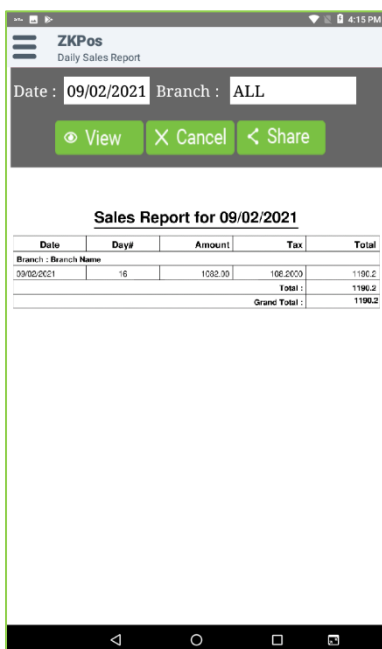 4:15 PM
ZKPos
Daily Sales Report
Date : 09/02/2021 Branch : ALL
View Cancel Share
Sales Report for 09/02/2021
Date Day# Amount Tax Total
Branch : Branch Name
09/02/2021 16 1082.00 108.2000 1190.2
Total : 1190.2
Grand Total : 1190.2